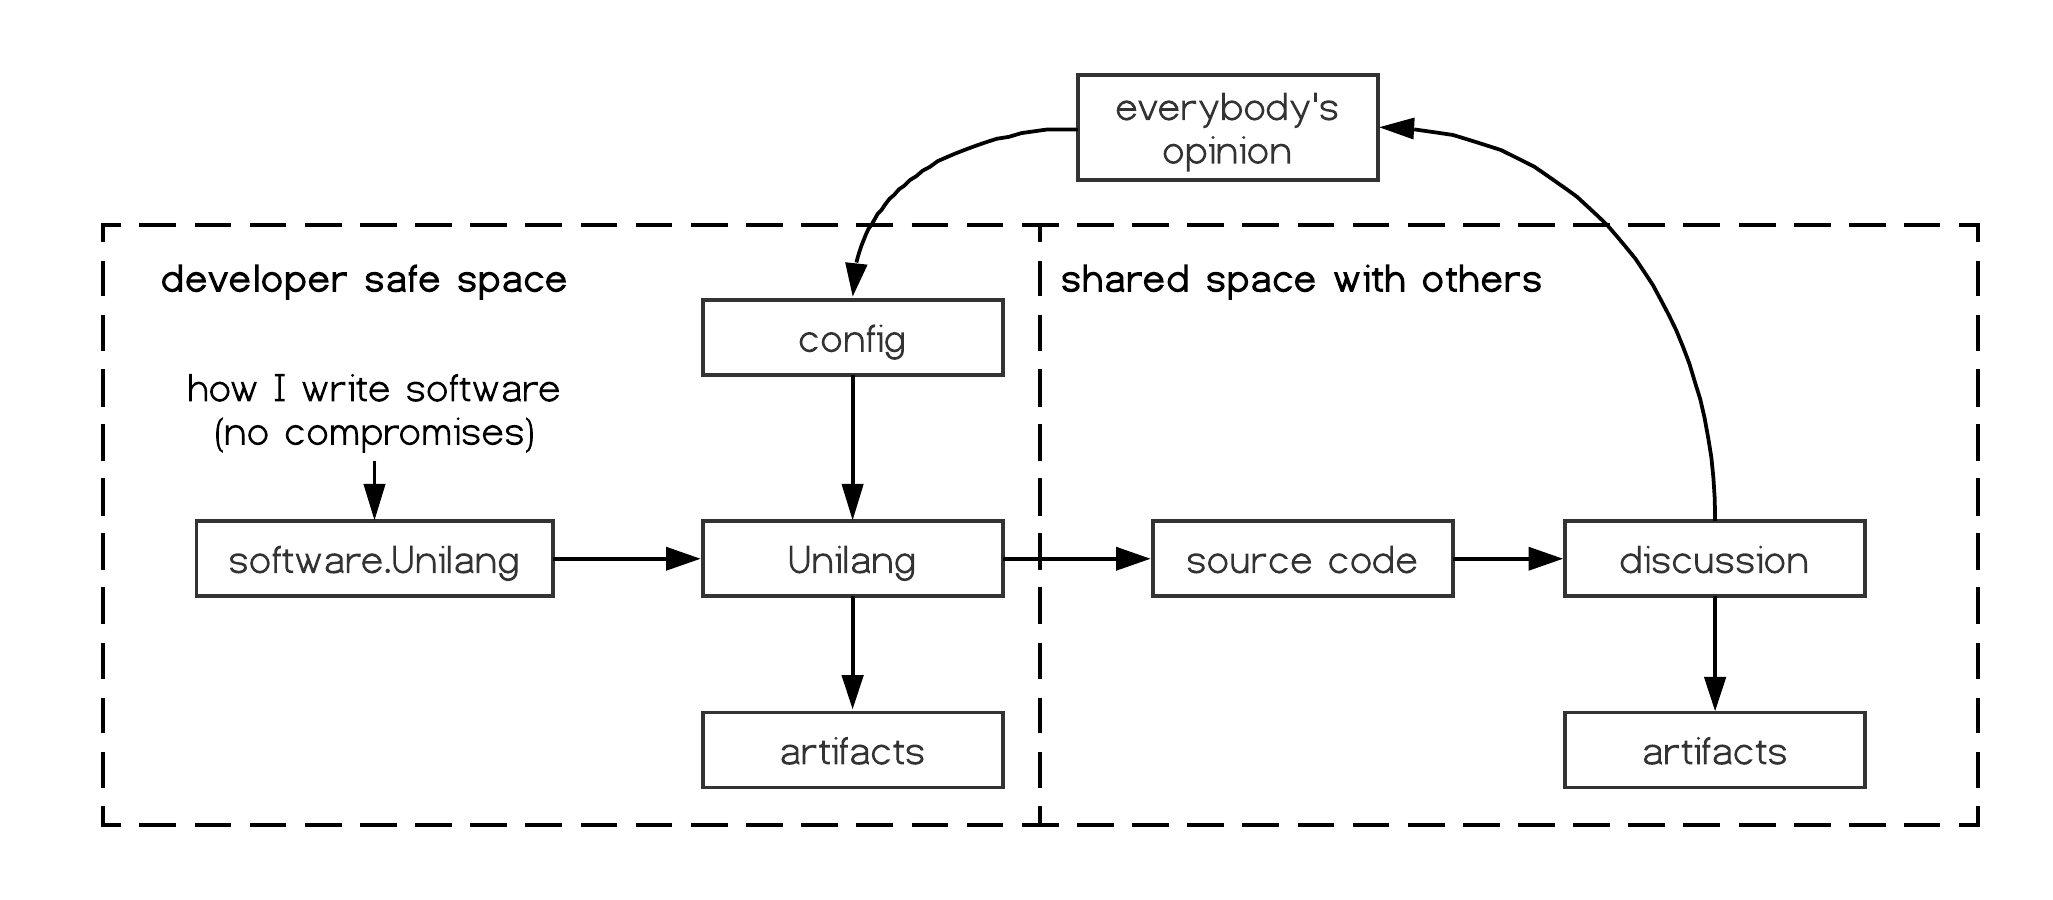 everybody's
opinion
developer safe space
shared space with others
config
how I write software
(no compromises)
software.Unilang
Unilang
source code
discussion
artifacts
artifacts